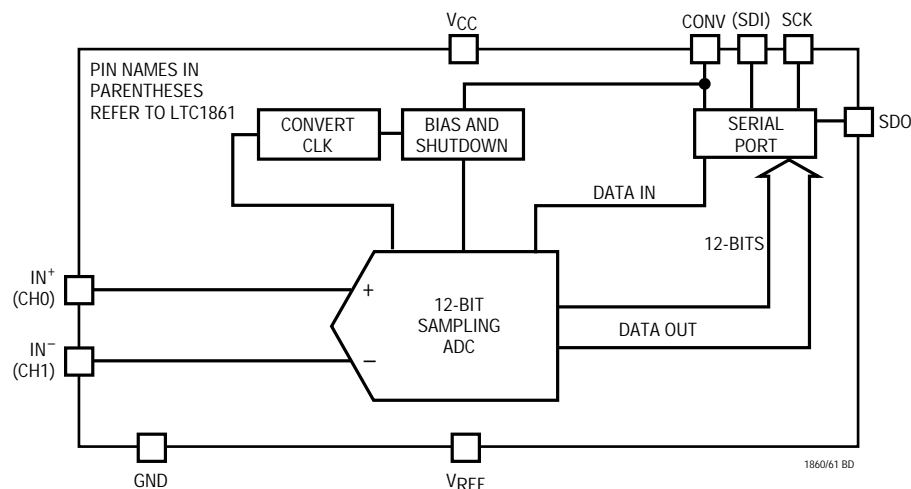 VCC
CONV (SDI) SCK
PIN NAMES IN
PARENTHESES
REFER TO LTC1861
CONVERT
CLK
BIAS AND
SHUTDOWN
SERIAL
PORT
SDO
DATA IN
12-BITS
IN+
(CH0)
+
12-BIT
SAMPLING
ADC
DATA OUT
IN−
(CH1)
−
GND
VREF
1860/61 BD